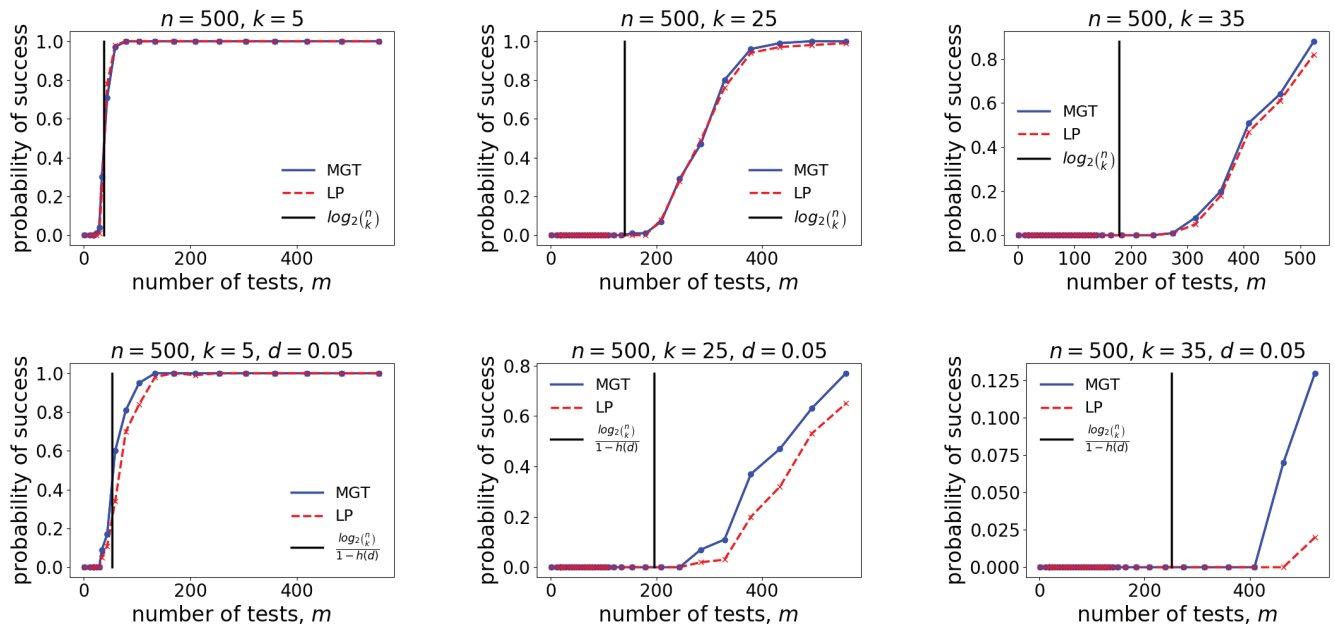 n = 500, k = 5
probability of success
1.0
0.8
0.6
0.4
0.2
0.0
MGT
LP
log₂(n k)
0 200 400
number of tests, m
n = 500, k = 25
probability of success
1.0
0.8
0.6
0.4
0.2
0.0
MGT
LP
log₂(n k)
0 200 400
number of tests, m
n = 500, k = 35
probability of success
0.8
0.6
0.4
0.2
0.0
MGT
LP
log₂(n k)
0 100 200 300 400 500
number of tests, m
n = 500, k = 5, d = 0.05
probability of success
1.0
0.8
0.6
0.4
0.2
0.0
MGT
LP
log₂(n k)
1 − h(d)
0 200 400
number of tests, m
n = 500, k = 25, d = 0.05
probability of success
0.8
0.6
0.4
0.2
0.0
MGT
LP
log₂(n k)
1 − h(d)
0 200 400
number of tests, m
n = 500, k = 35, d = 0.05
probability of success
0.125
0.100
0.075
0.050
0.025
0.000
MGT
LP
log₂(n k)
1 − h(d)
0 200 400
number of tests, m